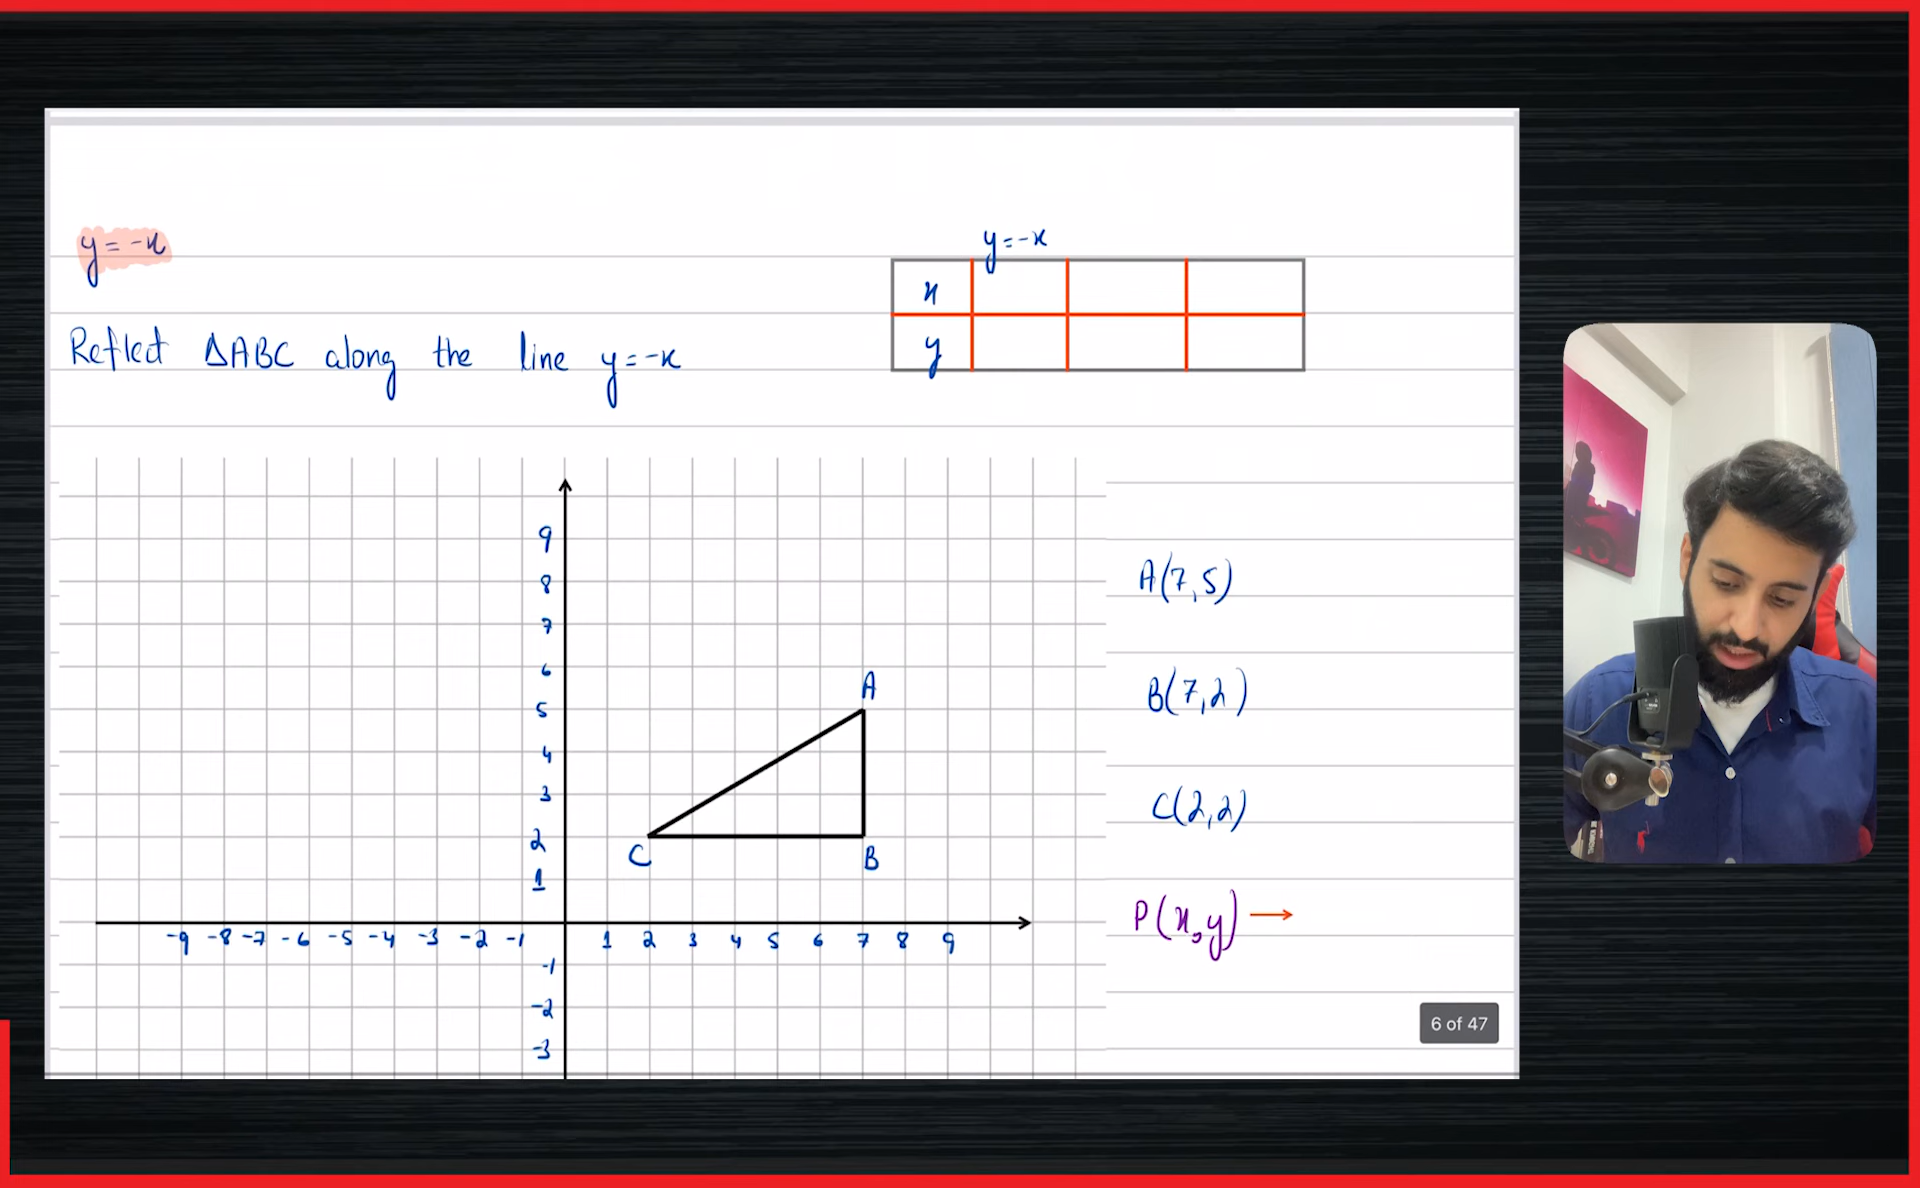 y=-x
y=-x
x
y
Reflect ΔABC along the line y=-x
9
8
7
6
5
4
3
2
1
A
C
B
-9 -8 -7 -6 -5 -4 -3 -2 -1 1 2 3 4 5 6 7 8 9
-1
-2
-3
A(7,5)
B(7,2)
C(2,2)
P(x,y) →
6 of 47